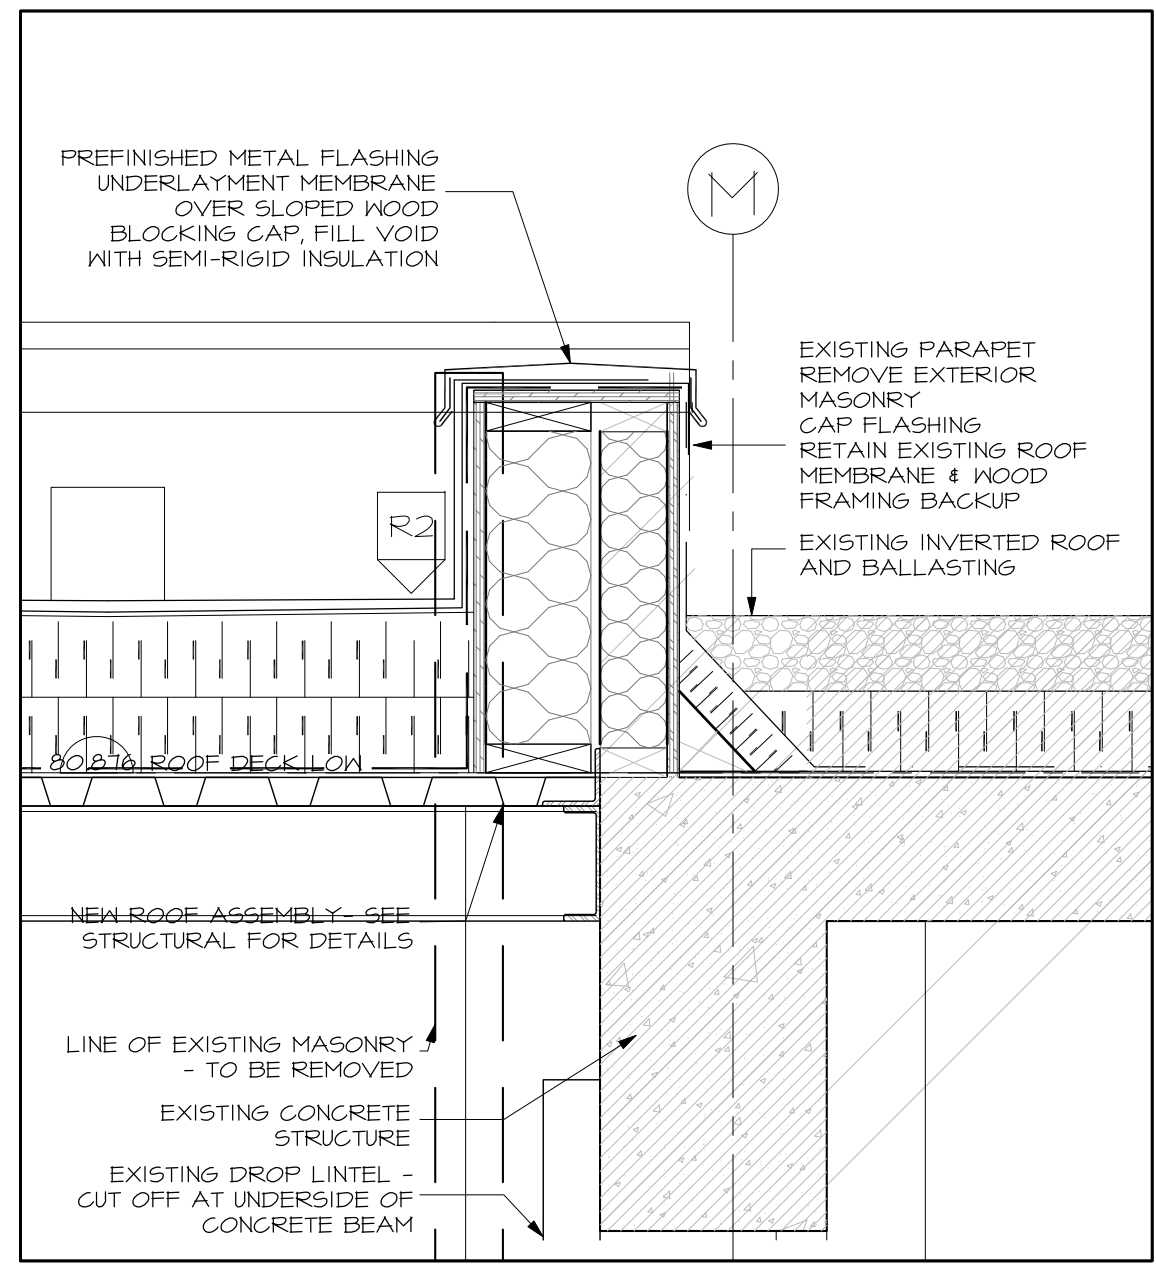 PREFINISHED METAL FLASHING
UNDERLAYMENT MEMBRANE
OVER SLOPED WOOD
BLOCKING CAP, FILL VOID
WITH SEMI-RIGID INSULATION
M
EXISTING PARAPET
REMOVE EXTERIOR
MASONRY
CAP FLASHING
RETAIN EXISTING ROOF
MEMBRANE & WOOD
FRAMING BACKUP
EXISTING INVERTED ROOF
AND BALLASTING
R2
80.876 ROOF DECK LOW
NEW ROOF ASSEMBLY- SEE
STRUCTURAL FOR DETAILS
LINE OF EXISTING MASONRY
- TO BE REMOVED
EXISTING CONCRETE
STRUCTURE
EXISTING DROP LINTEL -
CUT OFF AT UNDERSIDE OF
CONCRETE BEAM